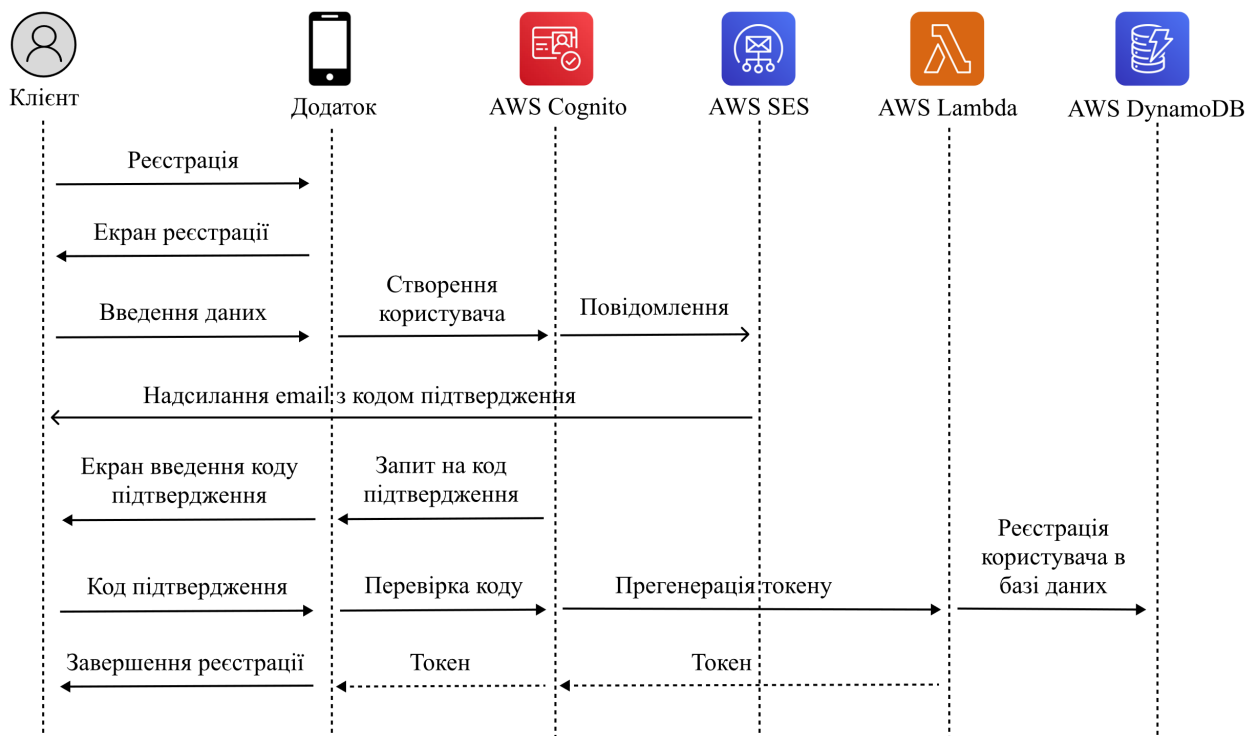 Клієнт
Додаток
AWS Cognito
AWS SES
AWS Lambda
AWS DynamoDB
Реєстрація
Екран реєстрації
Введення даних
Створення
користувача
Повідомлення
Надсилання email з кодом підтвердження
Екран введення коду
підтвердження
Запит на код
підтвердження
Код підтвердження
Перевірка коду
Прегенерація токену
Реєстрація
користувача в
базі даних
Завершення реєстрації
Токен
Токен